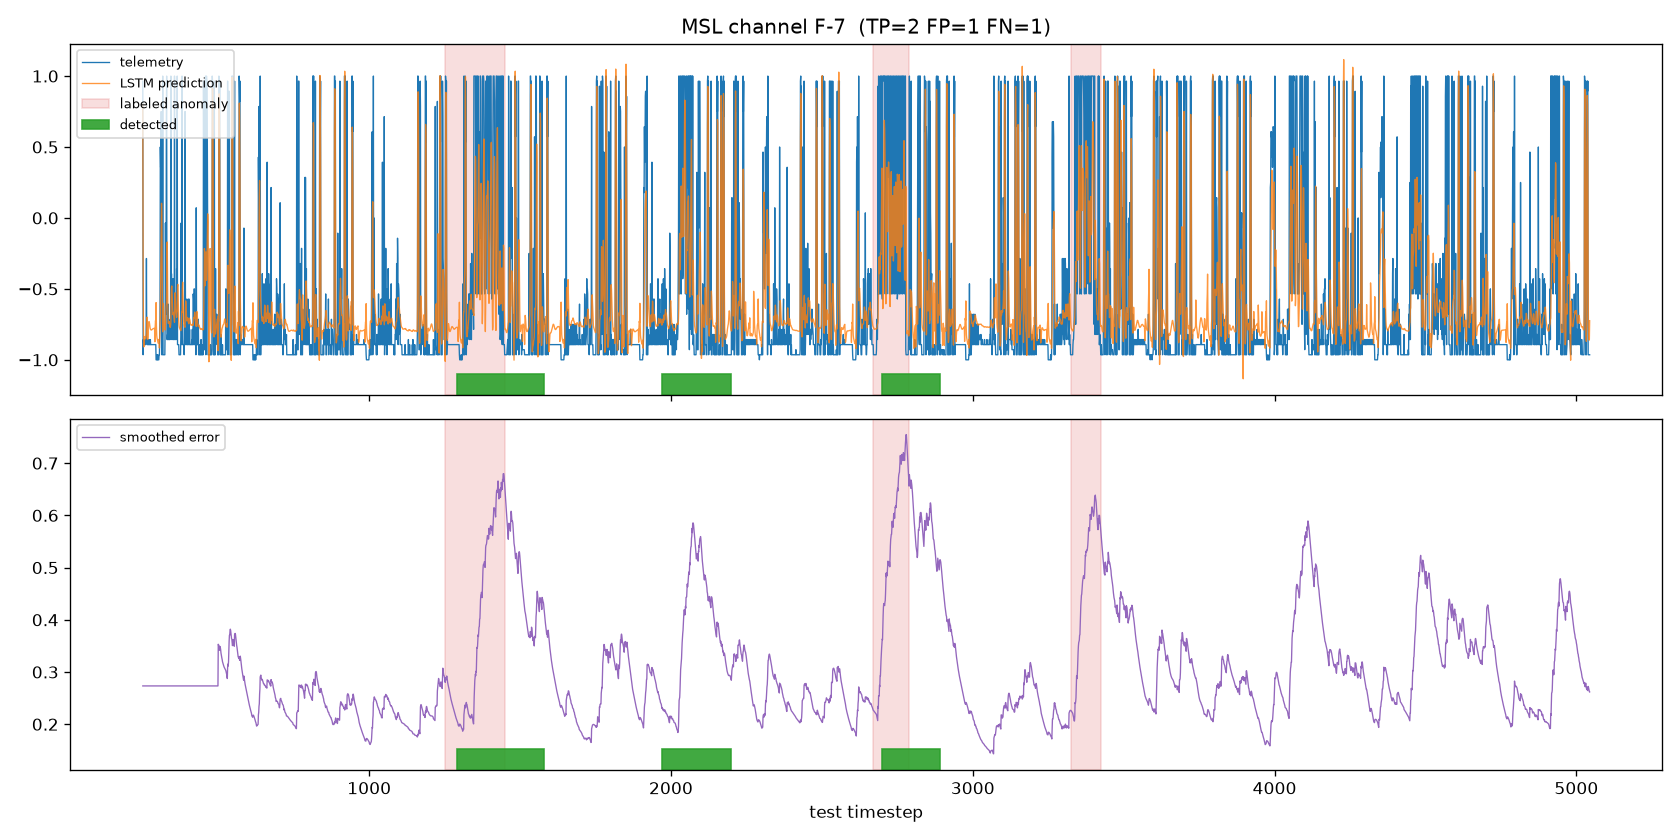 MSL channel F-7 (TP=2 FP=1 FN=1)
telemetry
LSTM prediction
labeled anomaly
detected
1.0
0.5
0.0
−0.5
−1.0
smoothed error
0.7
0.6
0.5
0.4
0.3
0.2
1000 2000 3000 4000 5000
test timestep